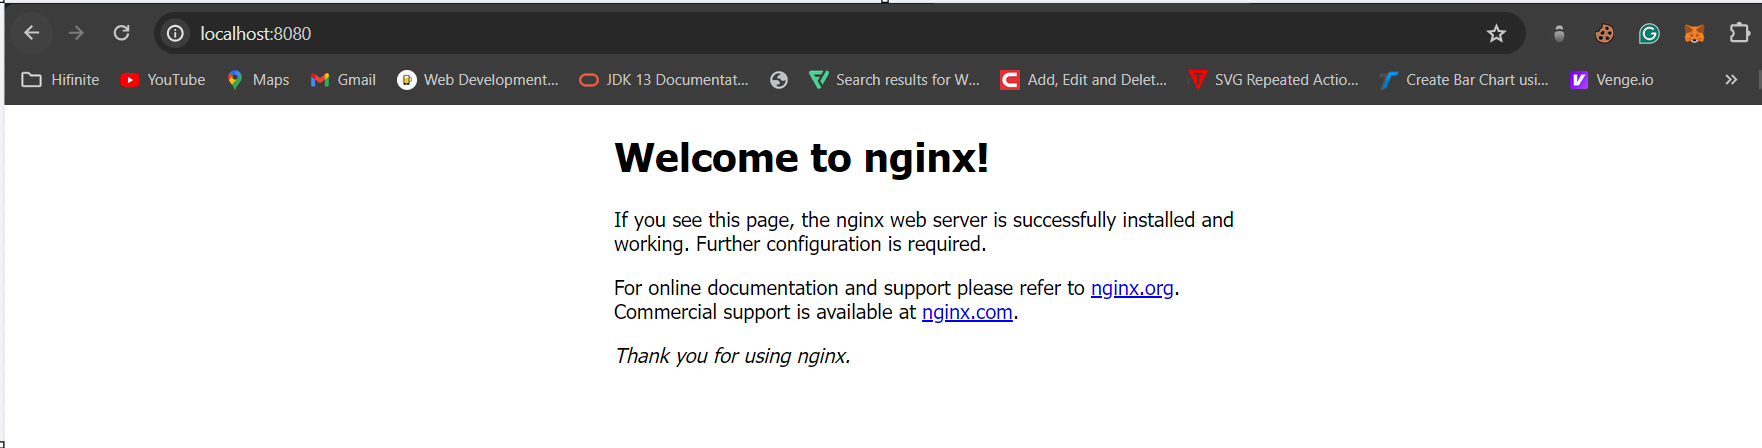 localhost:8080
Hifinite YouTube Maps Gmail Web Development... JDK 13 Documentat... Search results for W... Add, Edit and Delet... SVG Repeated Actio... Create Bar Chart usi... Venge.io »
Welcome to nginx!
If you see this page, the nginx web server is successfully installed and
working. Further configuration is required.
For online documentation and support please refer to nginx.org.
Commercial support is available at nginx.com.
Thank you for using nginx.